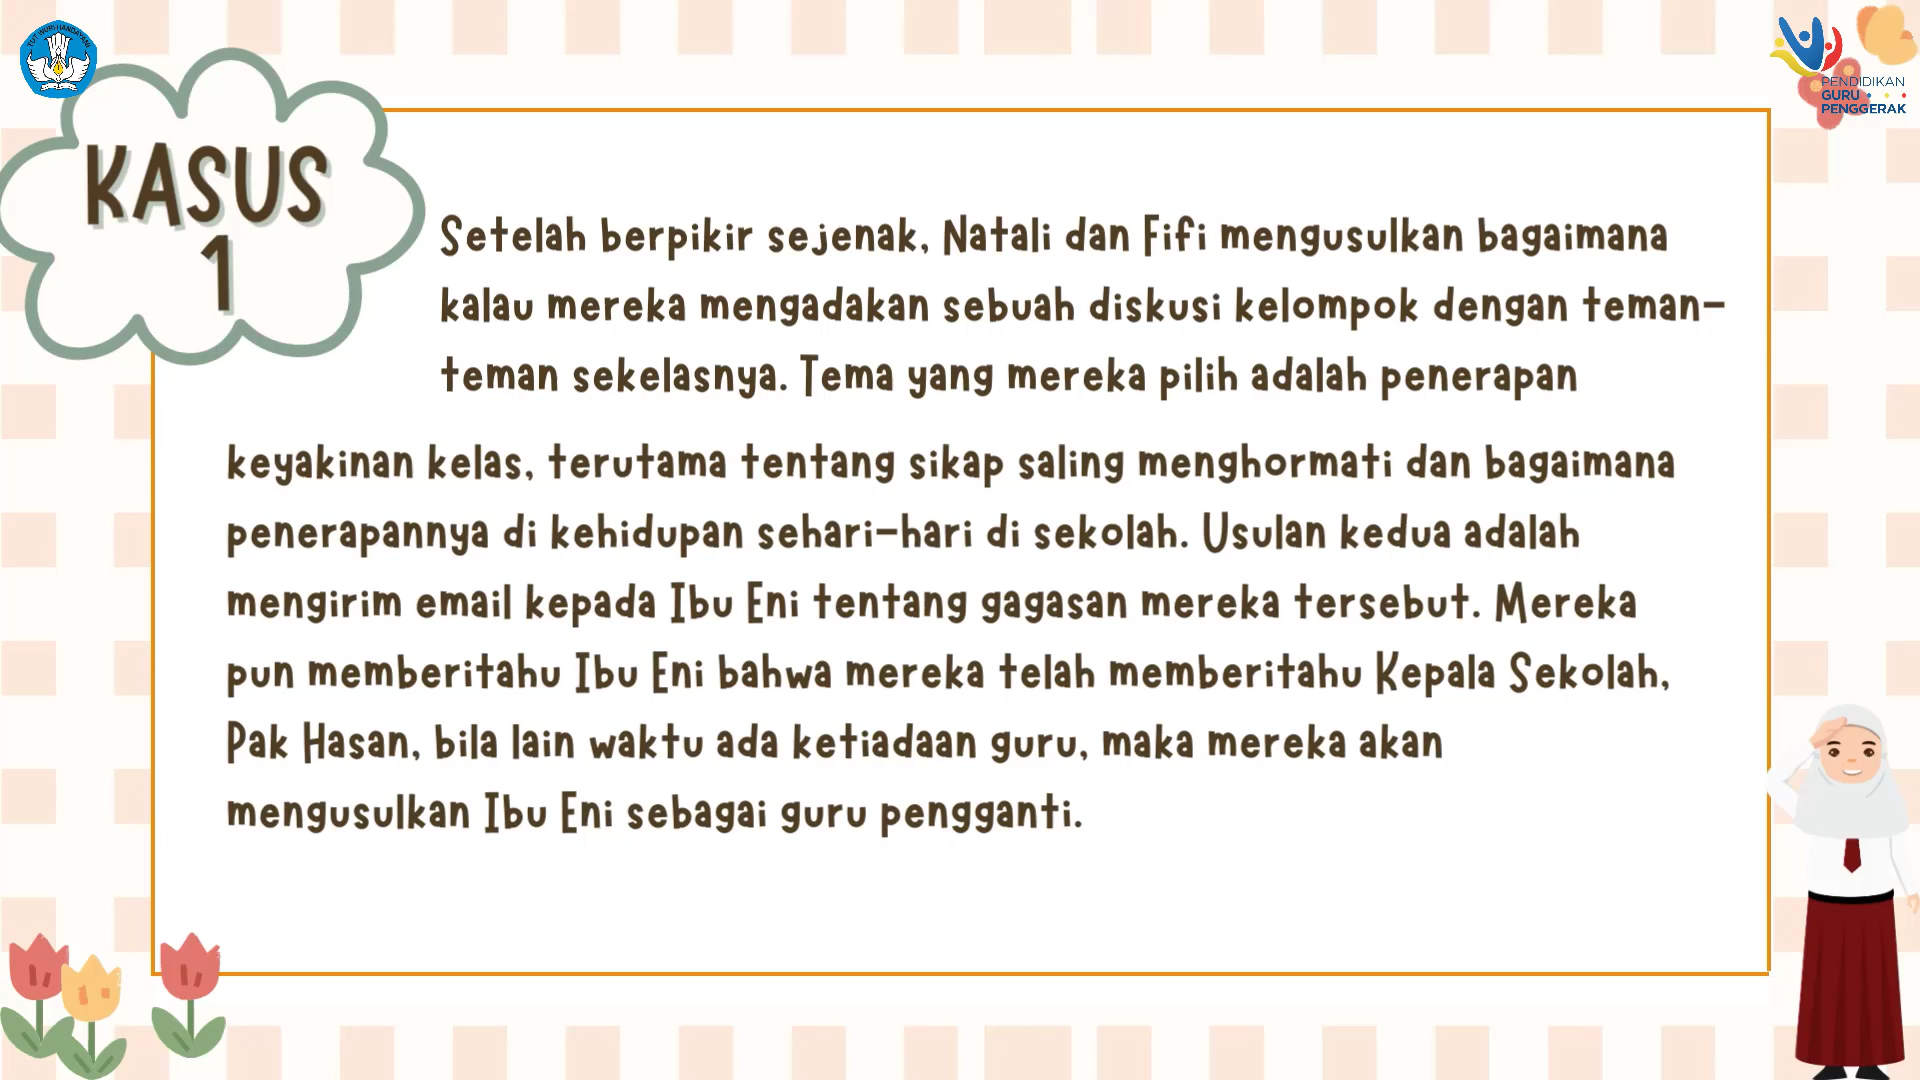 TUT WURI HANDAYANI
PENDIDIKAN
GURU
PENGGERAK
KASUS
1
Setelah berpikir sejenak, Natali dan Fifi mengusulkan bagaimana
kalau mereka mengadakan sebuah diskusi kelompok dengan teman-
teman sekelasnya. Tema yang mereka pilih adalah penerapan
keyakinan kelas, terutama tentang sikap saling menghormati dan bagaimana
penerapannya di kehidupan sehari-hari di sekolah. Usulan kedua adalah
mengirim email kepada Ibu Eni tentang gagasan mereka tersebut. Mereka
pun memberitahu Ibu Eni bahwa mereka telah memberitahu Kepala Sekolah,
Pak Hasan, bila lain waktu ada ketiadaan guru, maka mereka akan
mengusulkan Ibu Eni sebagai guru pengganti.